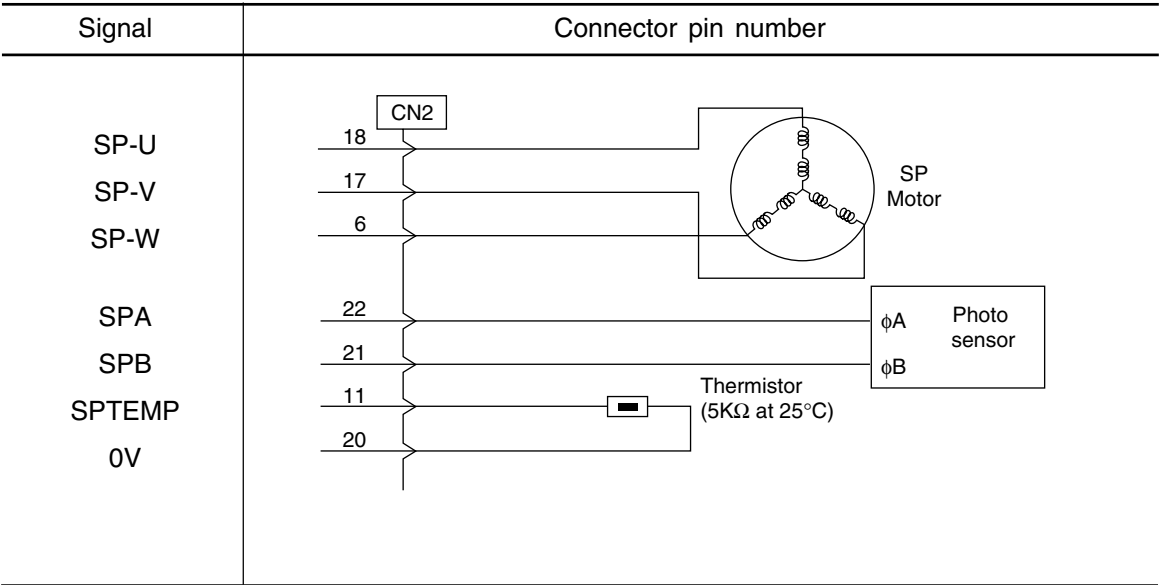 Signal Connector pin number
CN2
SP-U 18
SP-V 17
SP-W 6
SP
Motor
SPA 22
SPB 21
SPTEMP 11
0V 20
ϕA Photo
sensor
ϕB
Thermistor
(5KΩ at 25°C)